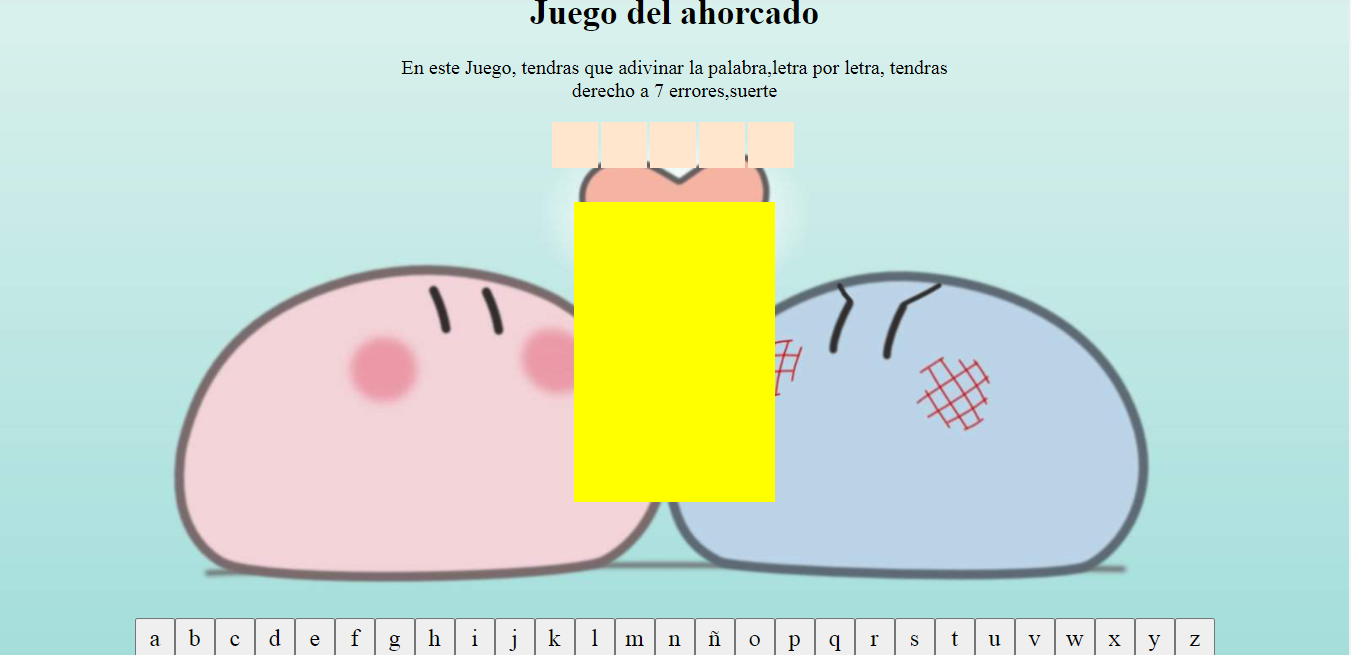 Juego del ahorcado
En este Juego, tendras que adivinar la palabra,letra por letra, tendras
derecho a 7 errores,suerte
a b c d e f g h i j k l m n ñ o p q r s t u v w x y z